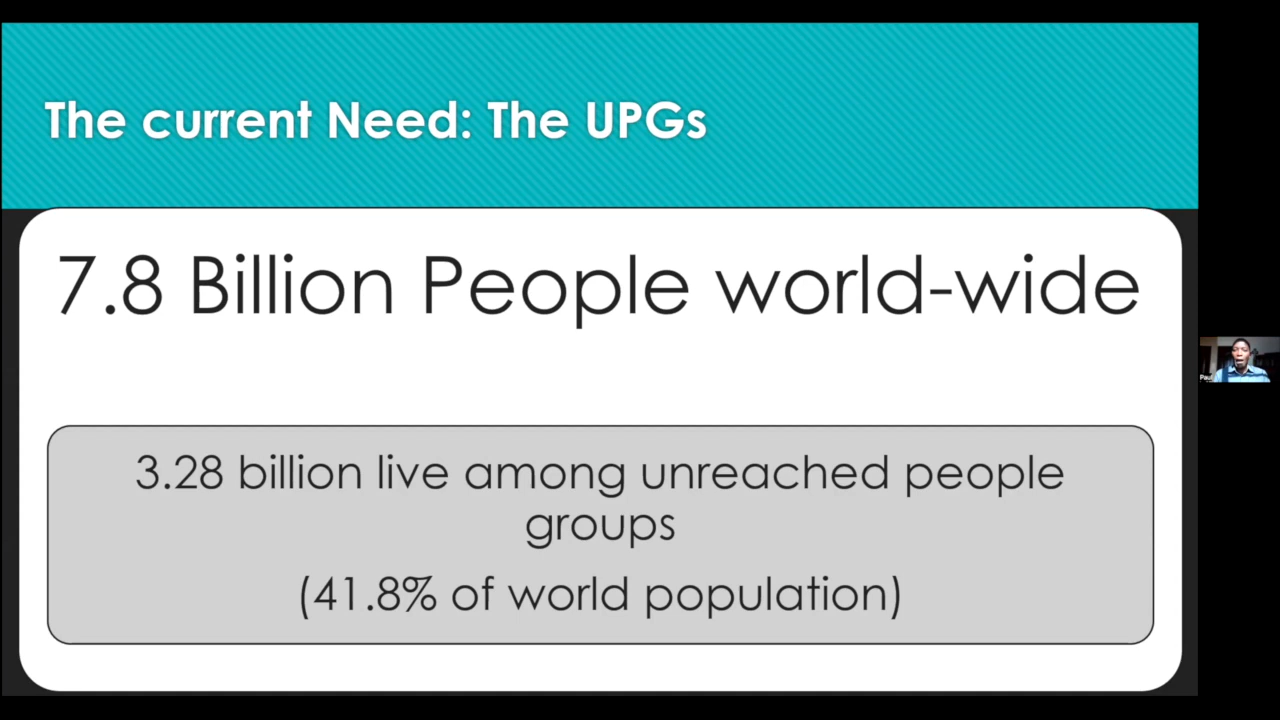 The current Need: The UPGs
7.8 Billion People world-wide
3.28 billion live among unreached people
groups
(41.8% of world population)